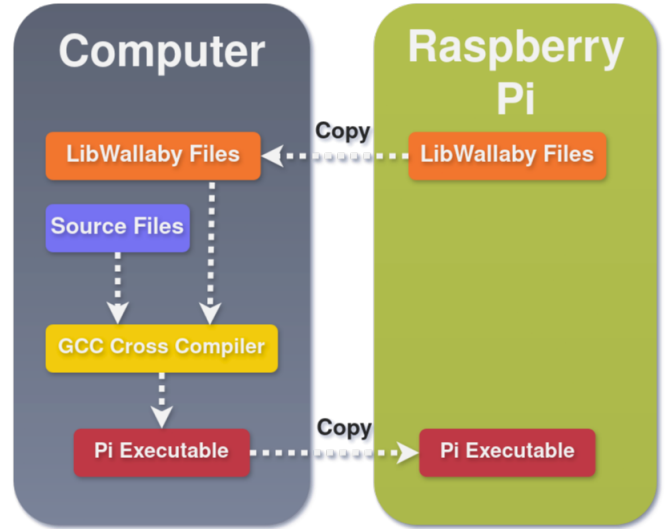 Computer
Raspberry
Pi
Copy
LibWallaby Files
LibWallaby Files
Source Files
GCC Cross Compiler
Copy
Pi Executable
Pi Executable